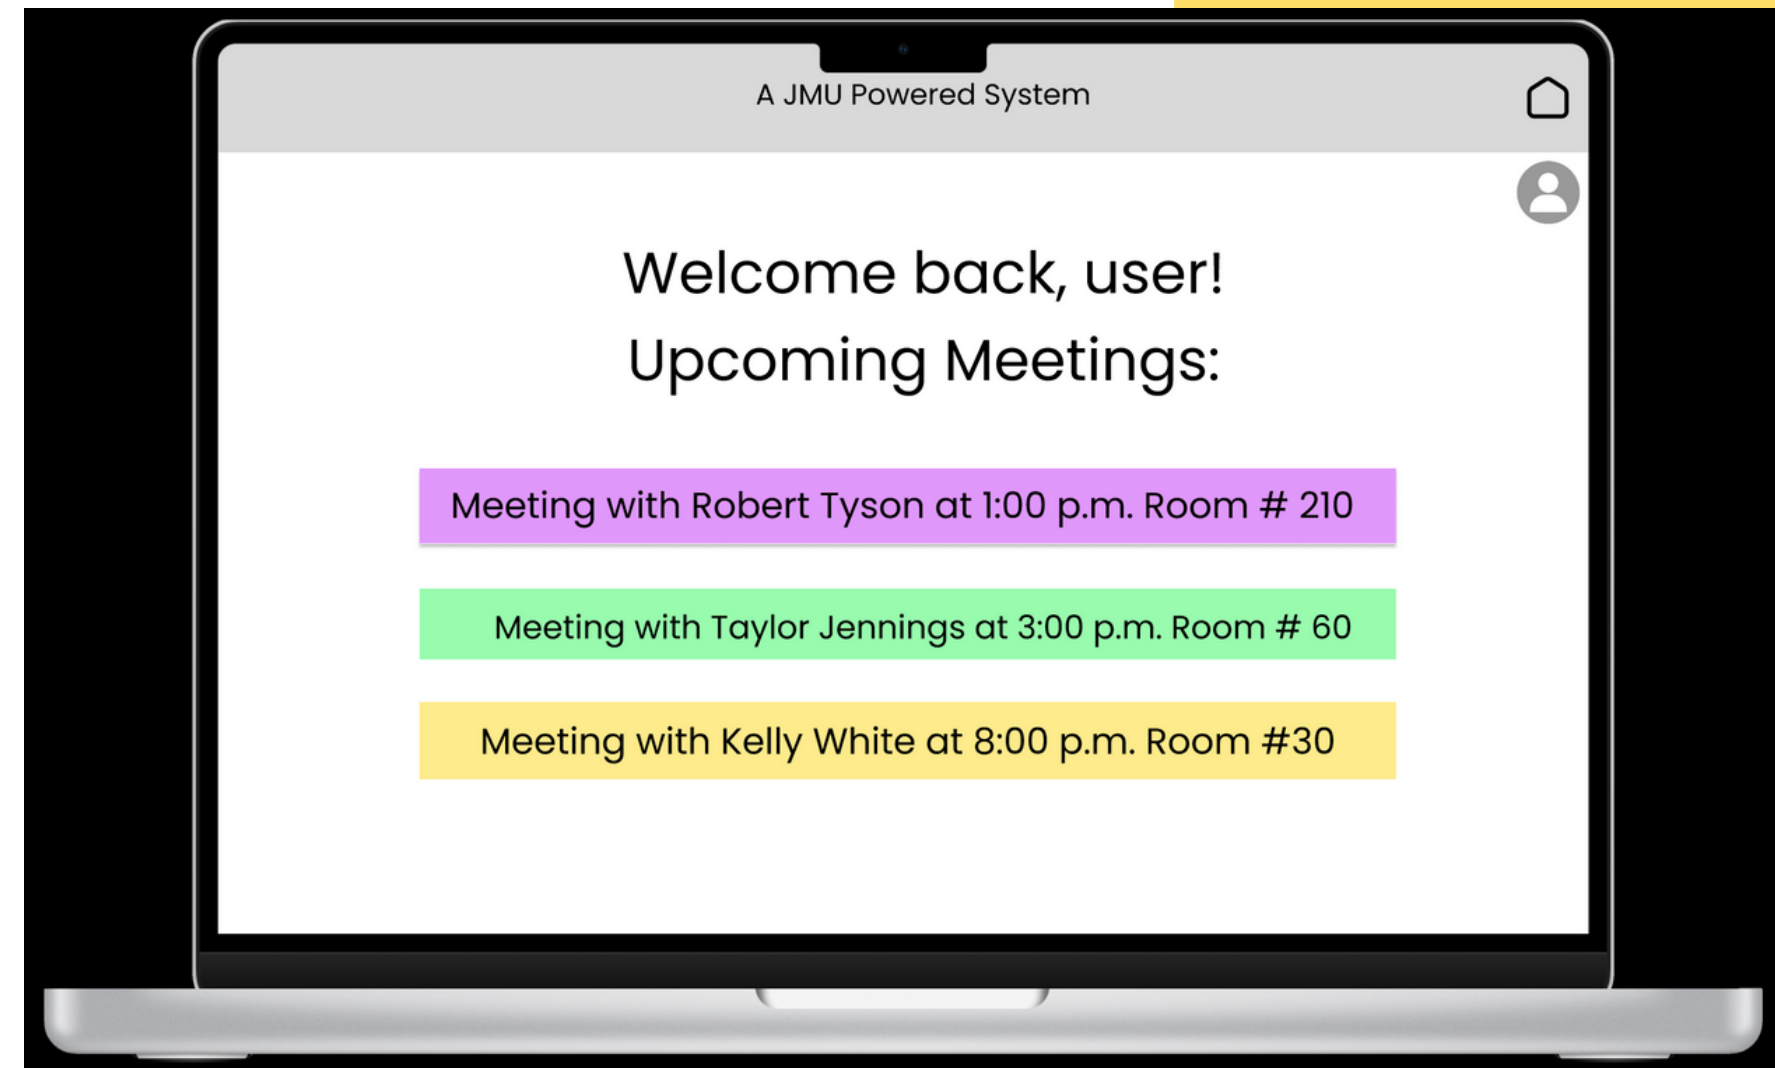 A JMU Powered System
Welcome back, user!
Upcoming Meetings:
Meeting with Robert Tyson at 1:00 p.m. Room # 210
Meeting with Taylor Jennings at 3:00 p.m. Room # 60
Meeting with Kelly White at 8:00 p.m. Room #30